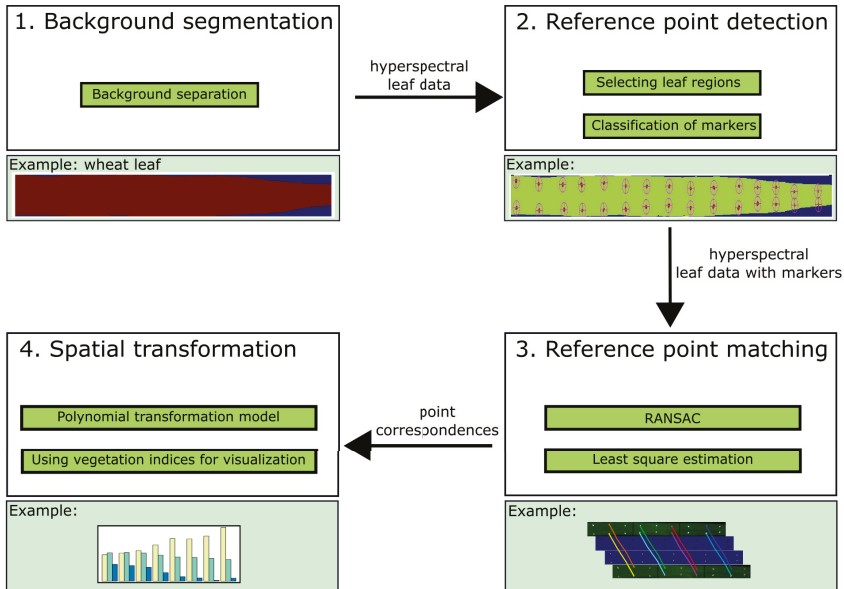 1. Background segmentation
Background separation
Example: wheat leaf
hyperspectral
leaf data
2. Reference point detection
Selecting leaf regions
Classification of markers
Example:
hyperspectral
leaf data with markers
3. Reference point matching
RANSAC
Least square estimation
Example:
point
correspondences
4. Spatial transformation
Polynomial transformation model
Using vegetation indices for visualization
Example: